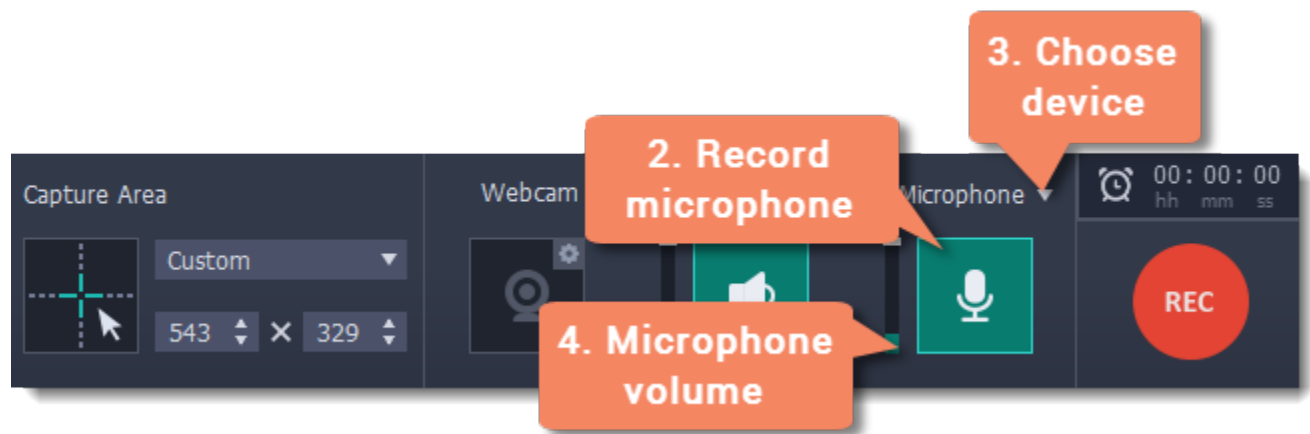 3. Choose
device
2. Record
microphone
Capture Area
Webcam
Microphone
00: 00: 00
hh mm ss
Custom
543 × 329
REC
4. Microphone
volume